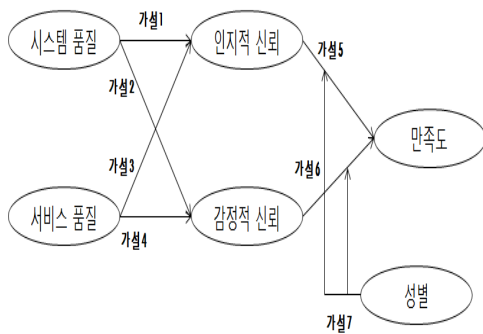 시스템 품질
가설1
인지적 신뢰
가설5
가설2
만족도
가설3
가설6
서비스 품질
가설4
감정적 신뢰
성별
가설7